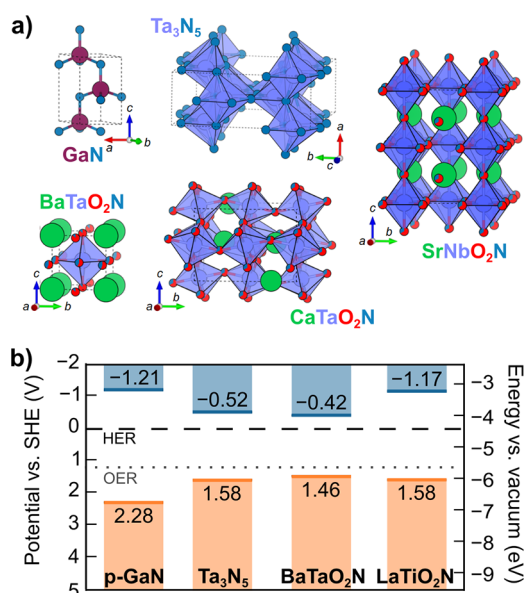 a)
Ta₃N₅
GaN
c
a
b
a
b
c
BaTaO₂N
c
a
b
CaTaO₂N
c
a
b
SrNbO₂N
c
a
b
b)
Potential vs. SHE (V)
−2
−1
0
1
2
3
4
5
−1.21
−0.52
−0.42
−1.17
HER
OER
2.28
1.58
1.46
1.58
p-GaN
Ta₃N₅
BaTaO₂N
LaTiO₂N
−3
−4
−5
−6
−7
−8
−9
Energy vs. vacuum (eV)